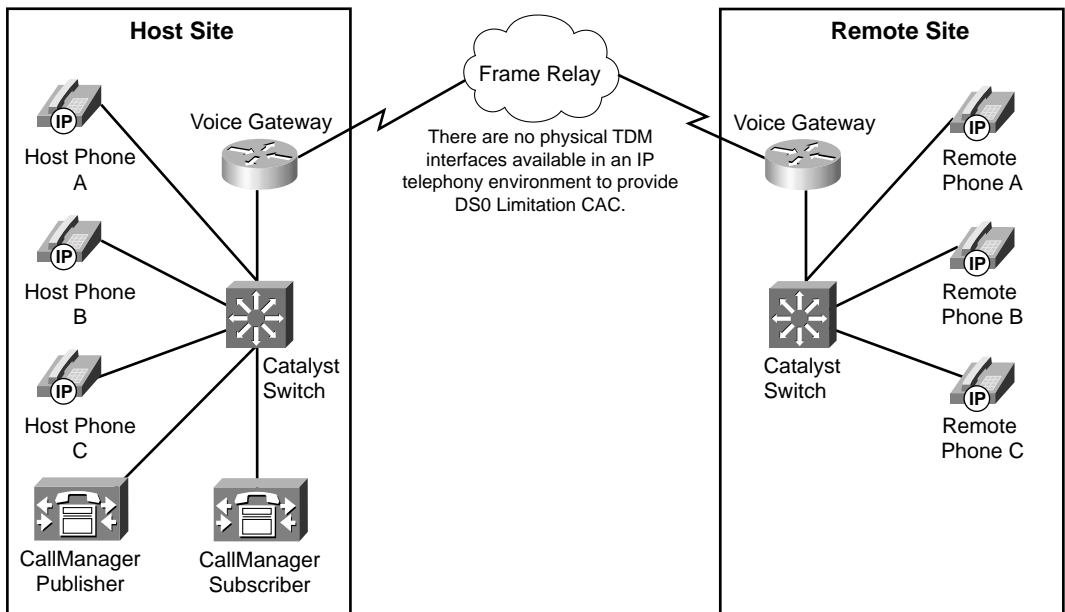 Host Site
IP
Host Phone
A
IP
Host Phone
B
IP
Host Phone
C
Voice Gateway
Catalyst
Switch
CallManager
Publisher
CallManager
Subscriber
Frame Relay
There are no physical TDM
interfaces available in an IP
telephony environment to provide
DS0 Limitation CAC.
Remote Site
Voice Gateway
Catalyst
Switch
IP
Remote
Phone A
IP
Remote
Phone B
IP
Remote
Phone C